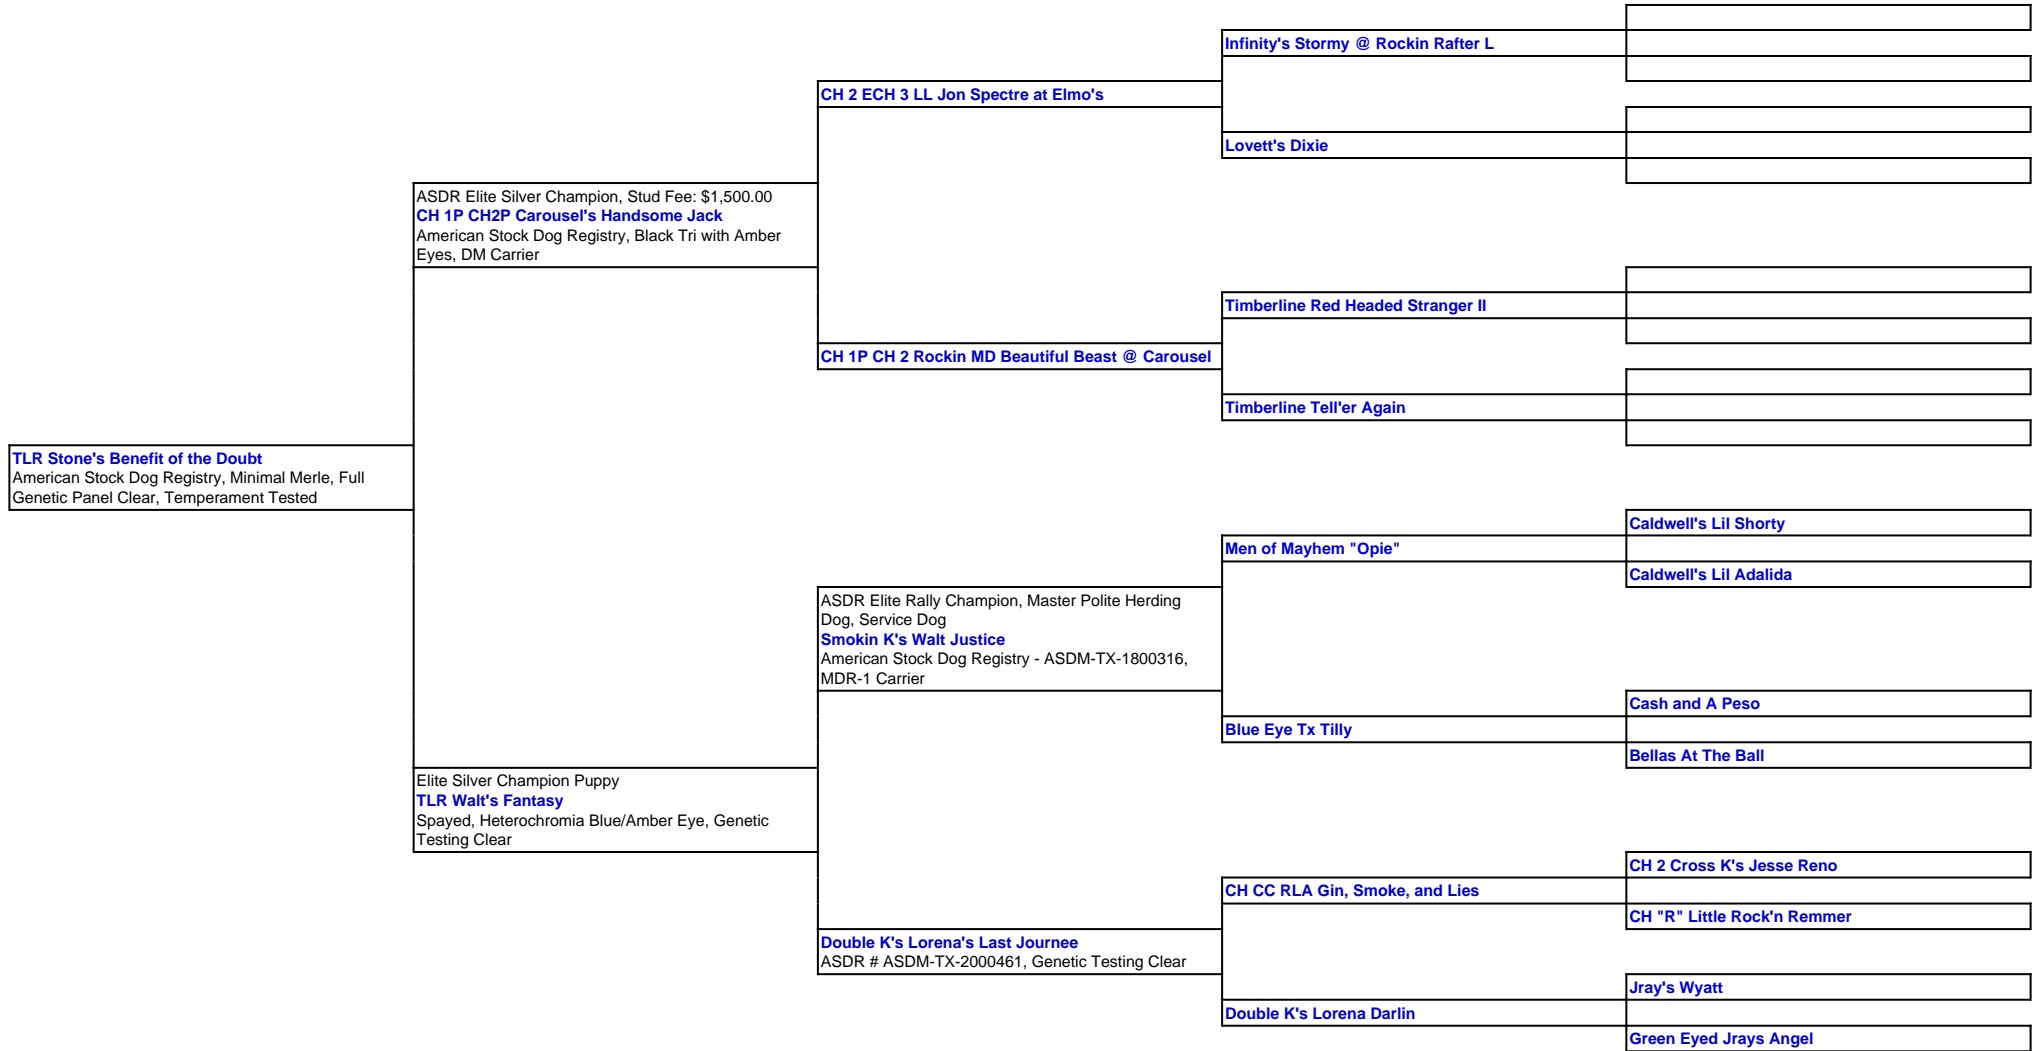 Infinity's Stormy @ Rockin Rafter L
CH 2 ECH 3 LL Jon Spectre at Elmo's
Lovett's Dixie
ASDR Elite Silver Champion, Stud Fee: $1,500.00
CH 1P CH2P Carousel's Handsome Jack
American Stock Dog Registry, Black Tri with Amber
Eyes, DM Carrier
Timberline Red Headed Stranger II
CH 1P CH 2 Rockin MD Beautiful Beast @ Carousel
Timberline Tell'er Again
TLR Stone's Benefit of the Doubt
American Stock Dog Registry, Minimal Merle, Full
Genetic Panel Clear, Temperament Tested
Caldwell's Lil Shorty
Men of Mayhem "Opie"
Caldwell's Lil Adalida
ASDR Elite Rally Champion, Master Polite Herding
Dog, Service Dog
Smokin K's Walt Justice
American Stock Dog Registry - ASDM-TX-1800316,
MDR-1 Carrier
Cash and A Peso
Blue Eye Tx Tilly
Bellas At The Ball
Elite Silver Champion Puppy
TLR Walt's Fantasy
Spayed, Heterochromia Blue/Amber Eye, Genetic
Testing Clear
CH 2 Cross K's Jesse Reno
CH CC RLA Gin, Smoke, and Lies
CH "R" Little Rock'n Remmer
Double K's Lorena's Last Journee
ASDR # ASDM-TX-2000461, Genetic Testing Clear
Jray's Wyatt
Double K's Lorena Darlin
Green Eyed Jrays Angel